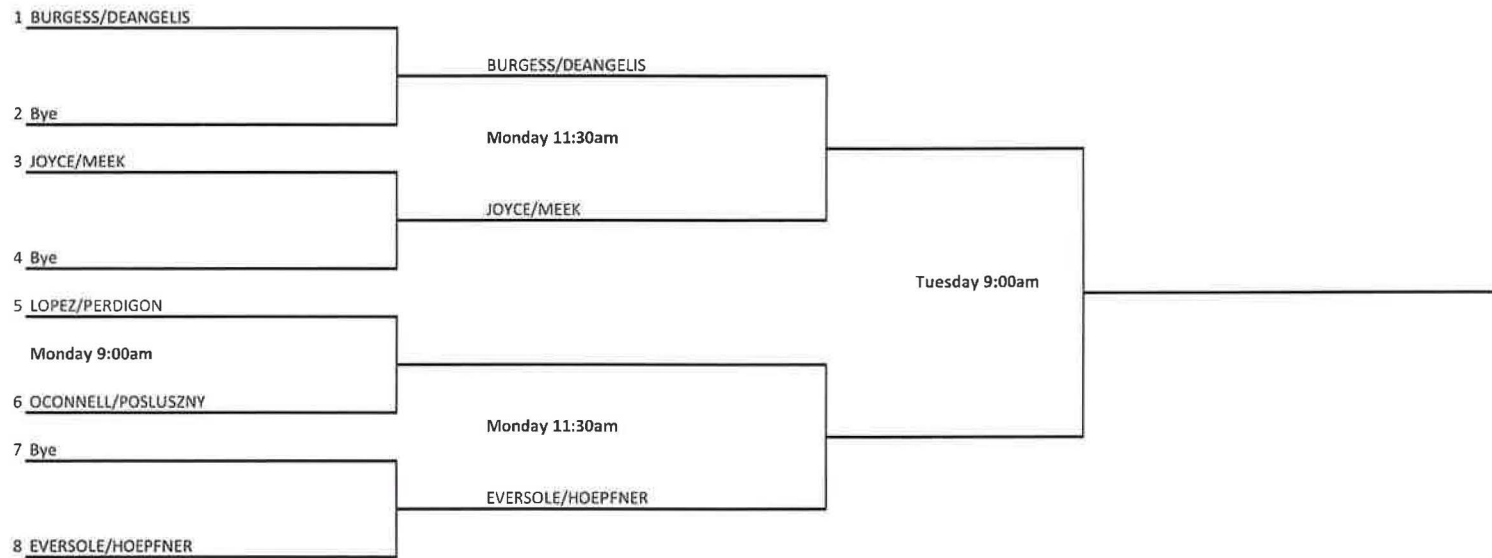 1 BURGESS/DEANGELIS
BURGESS/DEANGELIS
2 Bye
Monday 11:30am
3 JOYCE/MEEK
JOYCE/MEEK
4 Bye
Tuesday 9:00am
5 LOPEZ/PERDIGON
Monday 9:00am
6 OCONNELL/POSLUSZNY
Monday 11:30am
7 Bye
EVERSOLE/HOEPFNER
8 EVERSOLE/HOEPFNER